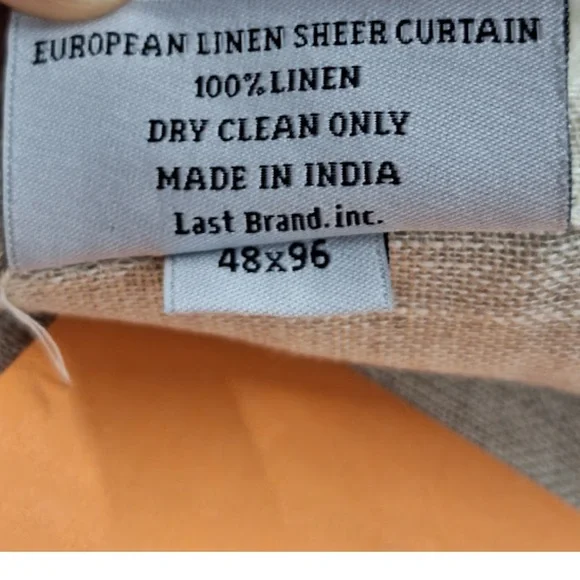 EUROPEAN LINEN SHEER CURTAIN
100% LINEN
DRY CLEAN ONLY
MADE IN INDIA
Last Brand.inc.
48x96